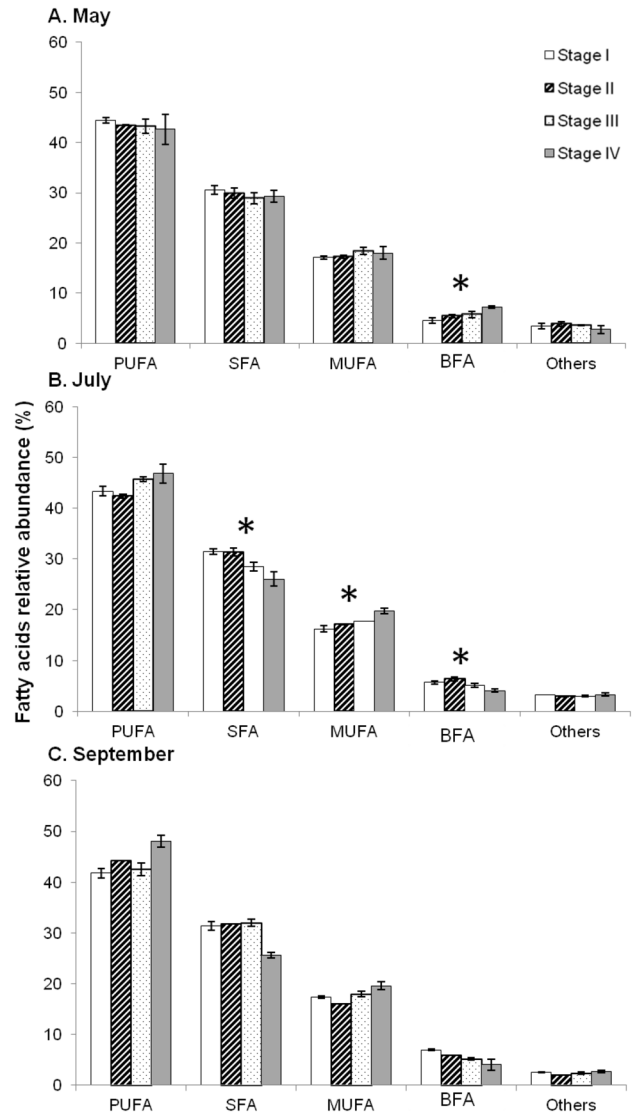 A. May
60
50
40
30
20
10
0
Stage I
Stage II
Stage III
Stage IV
*
PUFA SFA MUFA BFA Others
Fatty acids relative abundance (%)
B. July
60
50
40
30
20
10
0
* * *
PUFA SFA MUFA BFA Others
C. September
60
50
40
30
20
10
0
PUFA SFA MUFA BFA Others